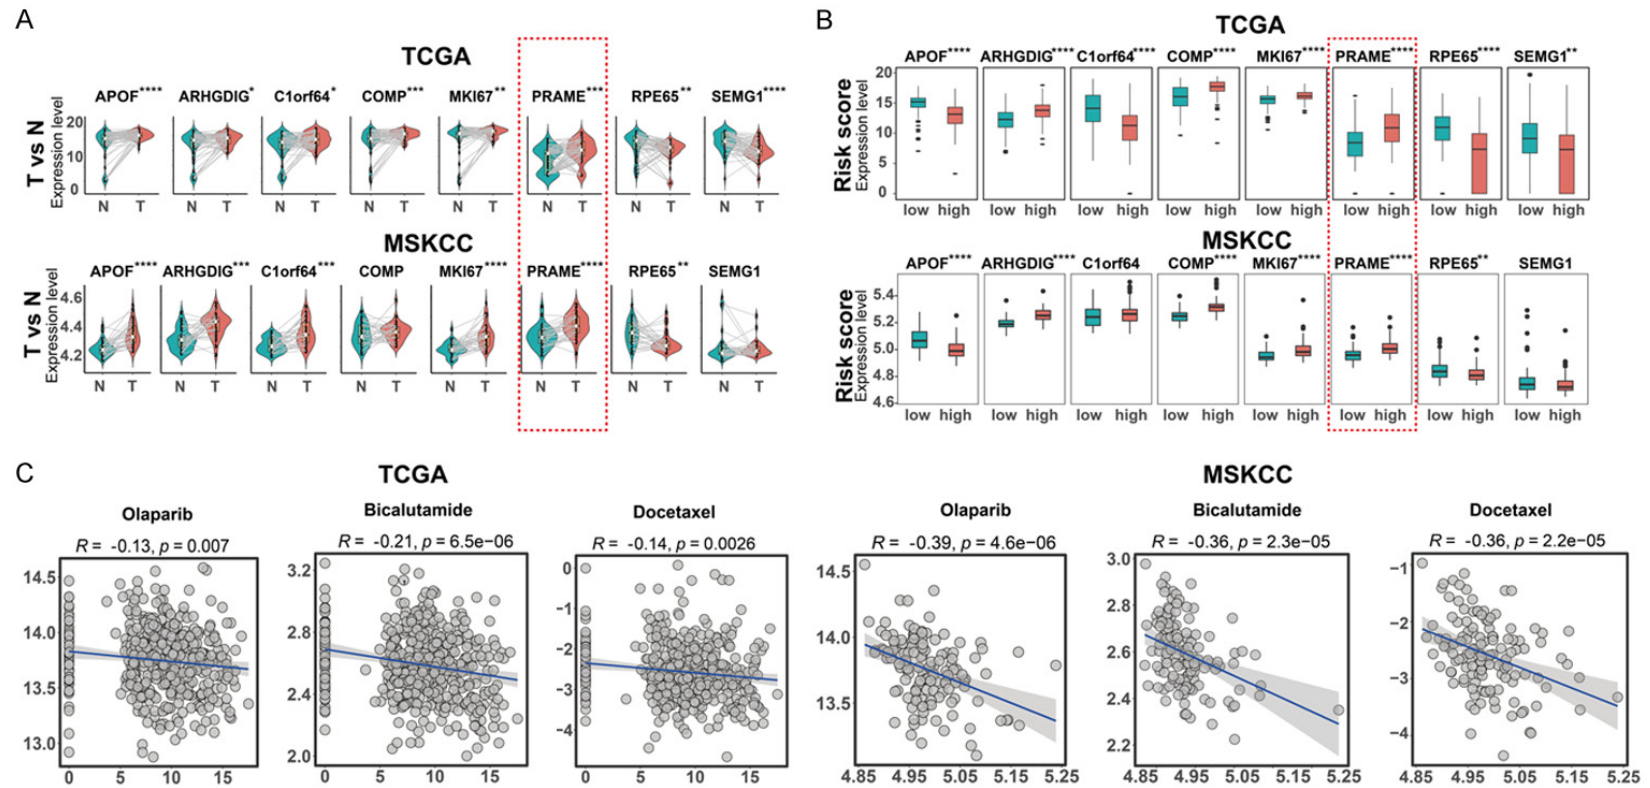 A
TCGA
APOF**** ARHGDIG* C1orf64* COMP*** MKI67** PRAME*** RPE65** SEMG1****
T vs N
Expression level
20
10
0
N T N T N T N T N T N T N T N T
MSKCC
APOF**** ARHGDIG*** C1orf64*** COMP MKI67**** PRAME*** RPE65** SEMG1
T vs N
Expression level
4.6
4.4
4.2
N T N T N T N T N T N T N T N T
B
TCGA
APOF**** ARHGDIG**** C1orf64**** COMP**** MKI67**** PRAME**** RPE65**** SEMG1**
Risk score
Expression level
20
15
10
5
0
low high low high low high low high low high low high low high low high
MSKCC
APOF**** ARHGDIG**** C1orf64 COMP**** MKI67**** PRAME**** RPE65** SEMG1
Risk score
Expression level
5.4
5.2
5.0
4.8
4.6
low high low high low high low high low high low high low high low high
C
TCGA
Olaparib
R = -0.13, p = 0.007
14.5
14.0
13.5
13.0
0 5 10 15
Bicalutamide
R = -0.21, p = 6.5e−06
3.2
2.8
2.4
2.0
0 5 10 15
Docetaxel
R = -0.14, p = 0.0026
0
−1
−2
−3
−4
0 5 10 15
MSKCC
Olaparib
R = -0.39, p = 4.6e−06
14.5
14.0
13.5
4.85 4.95 5.05 5.15 5.25
Bicalutamide
R = -0.36, p = 2.3e−05
3.0
2.8
2.6
2.4
2.2
4.85 4.95 5.05 5.15 5.25
Docetaxel
R = -0.36, p = 2.2e−05
−1
−2
−3
−4
4.85 4.95 5.05 5.15 5.25